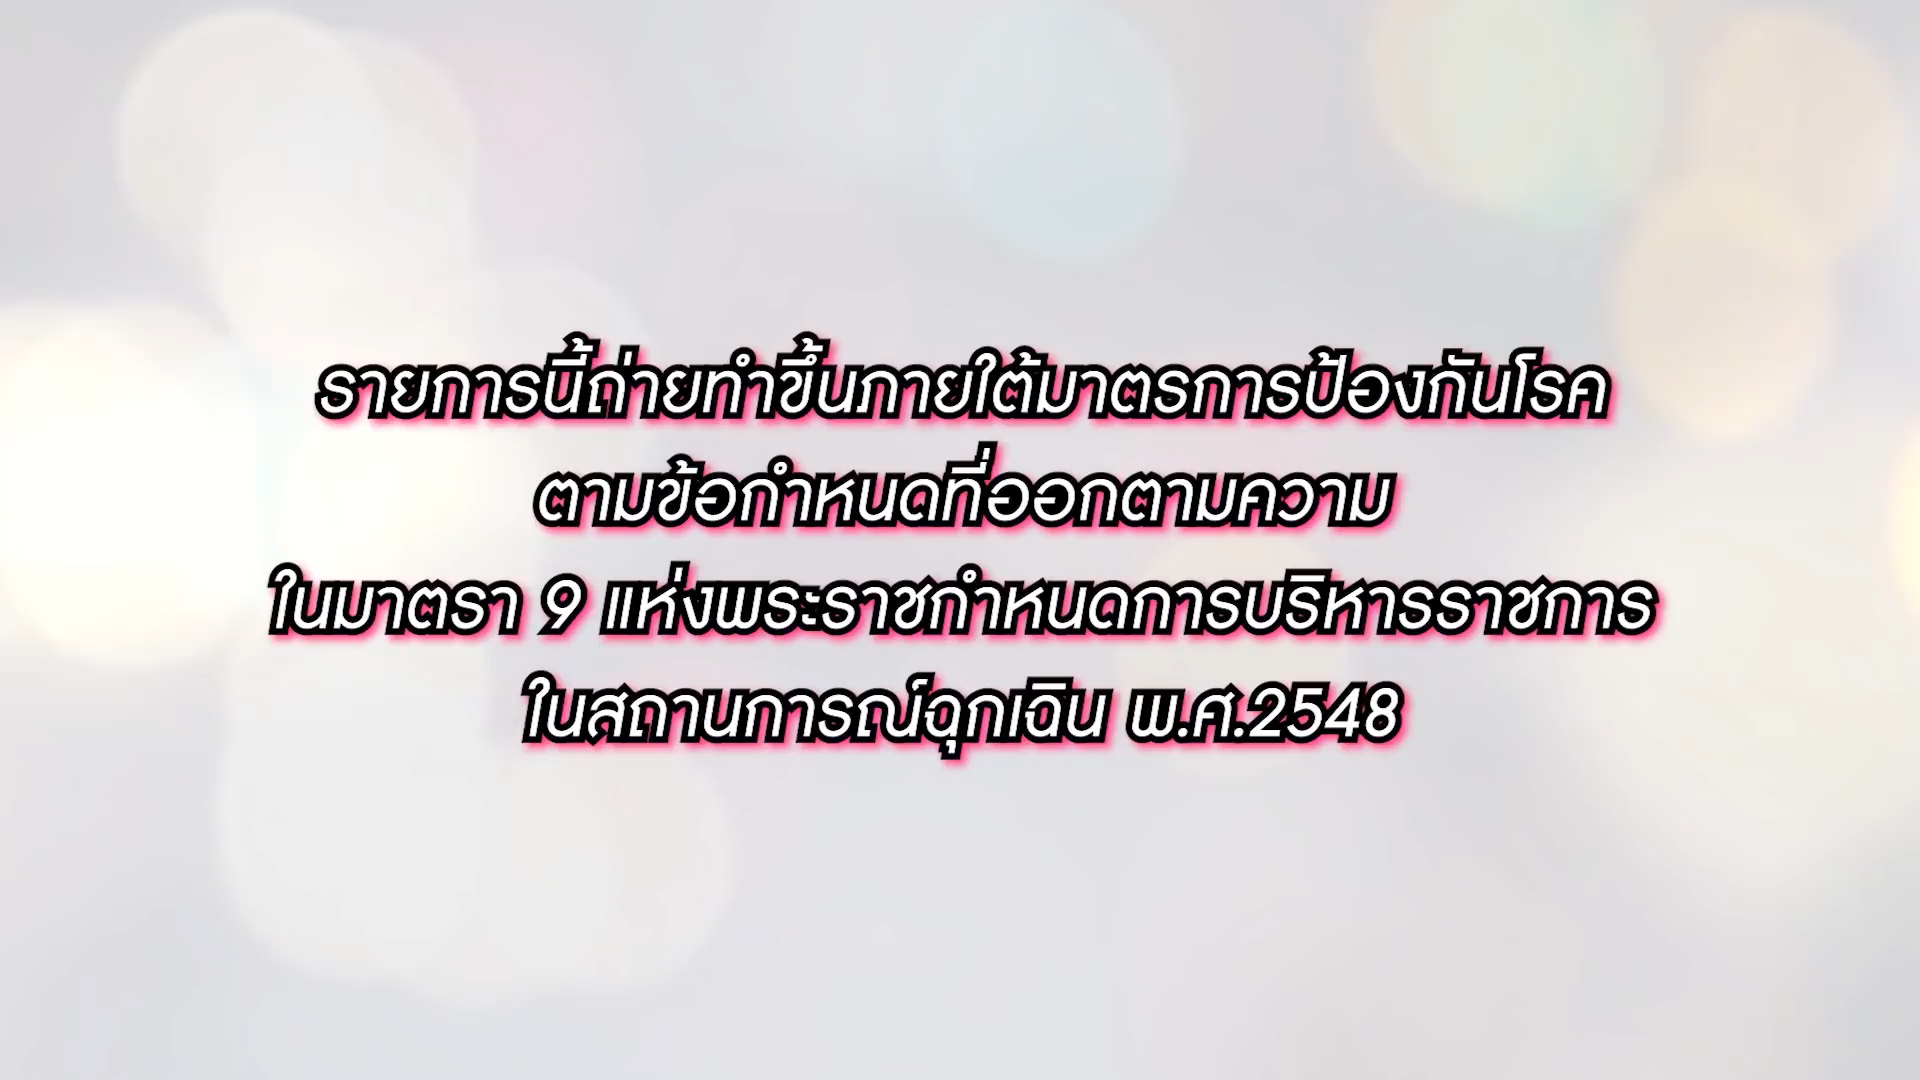 รายการนี้ถ่ายทำขึ้นภายใต้มาตรการป้องกันโรค
ตามข้อกำหนดที่ออกตามความ
ในมาตรา 9 แห่งพระราชกำหนดการบริหารราชการ
ในสถานการณ์ฉุกเฉิน พ.ศ.2548